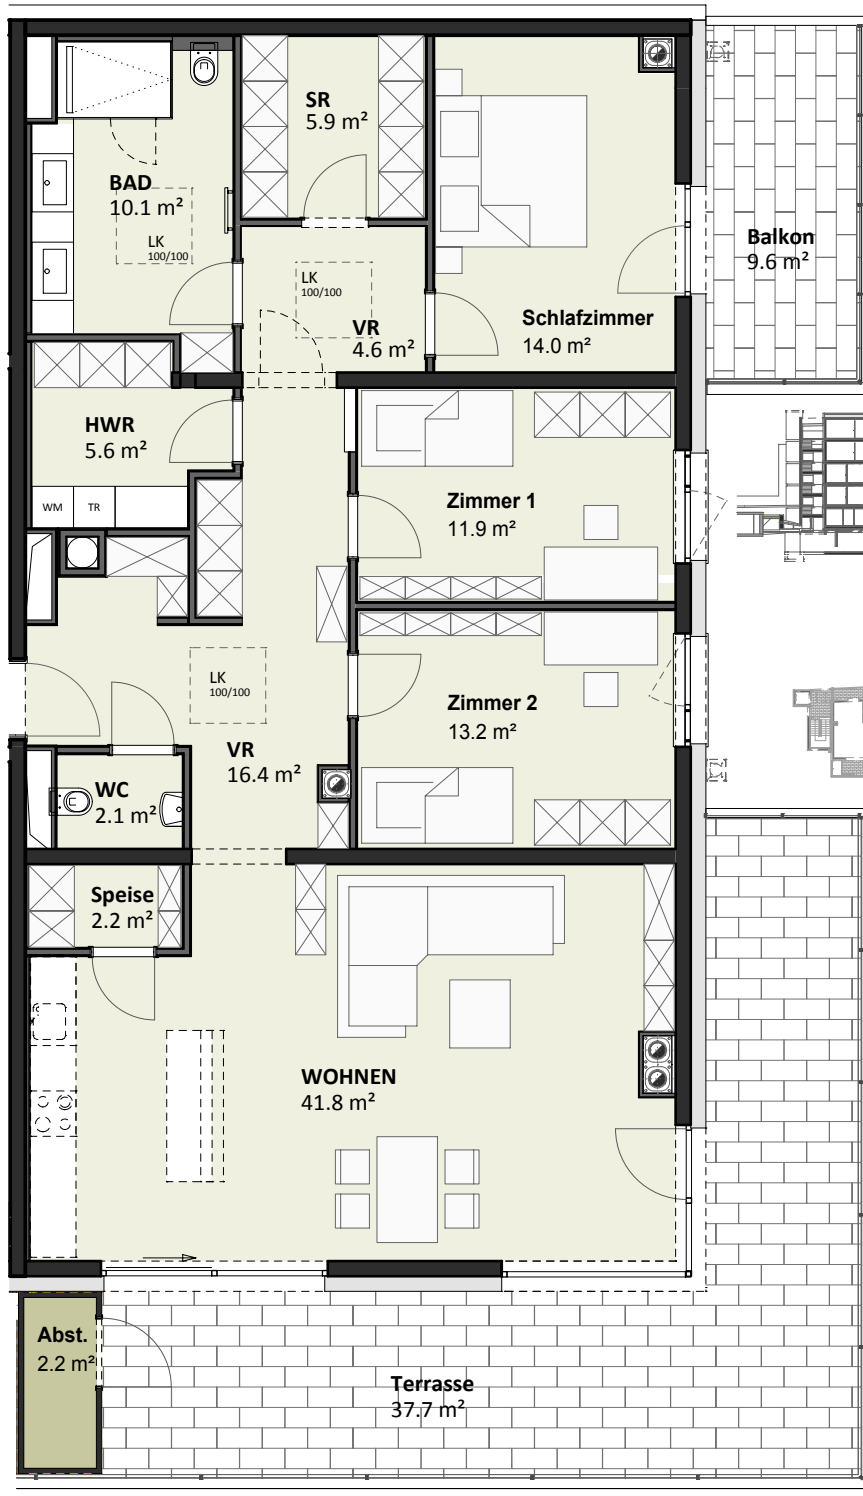 SR
5.9 m²
BAD
10.1 m²
LK
100/100
LK
100/100
VR
4.6 m²
Balkon
9.6 m²
Schlafzimmer
14.0 m²
HWR
5.6 m²
WM
TR
Zimmer 1
11.9 m²
LK
100/100
Zimmer 2
13.2 m²
VR
16.4 m²
WC
2.1 m²
Speise
2.2 m²
WOHNEN
41.8 m²
Abst.
2.2 m²
Terrasse
37.7 m²